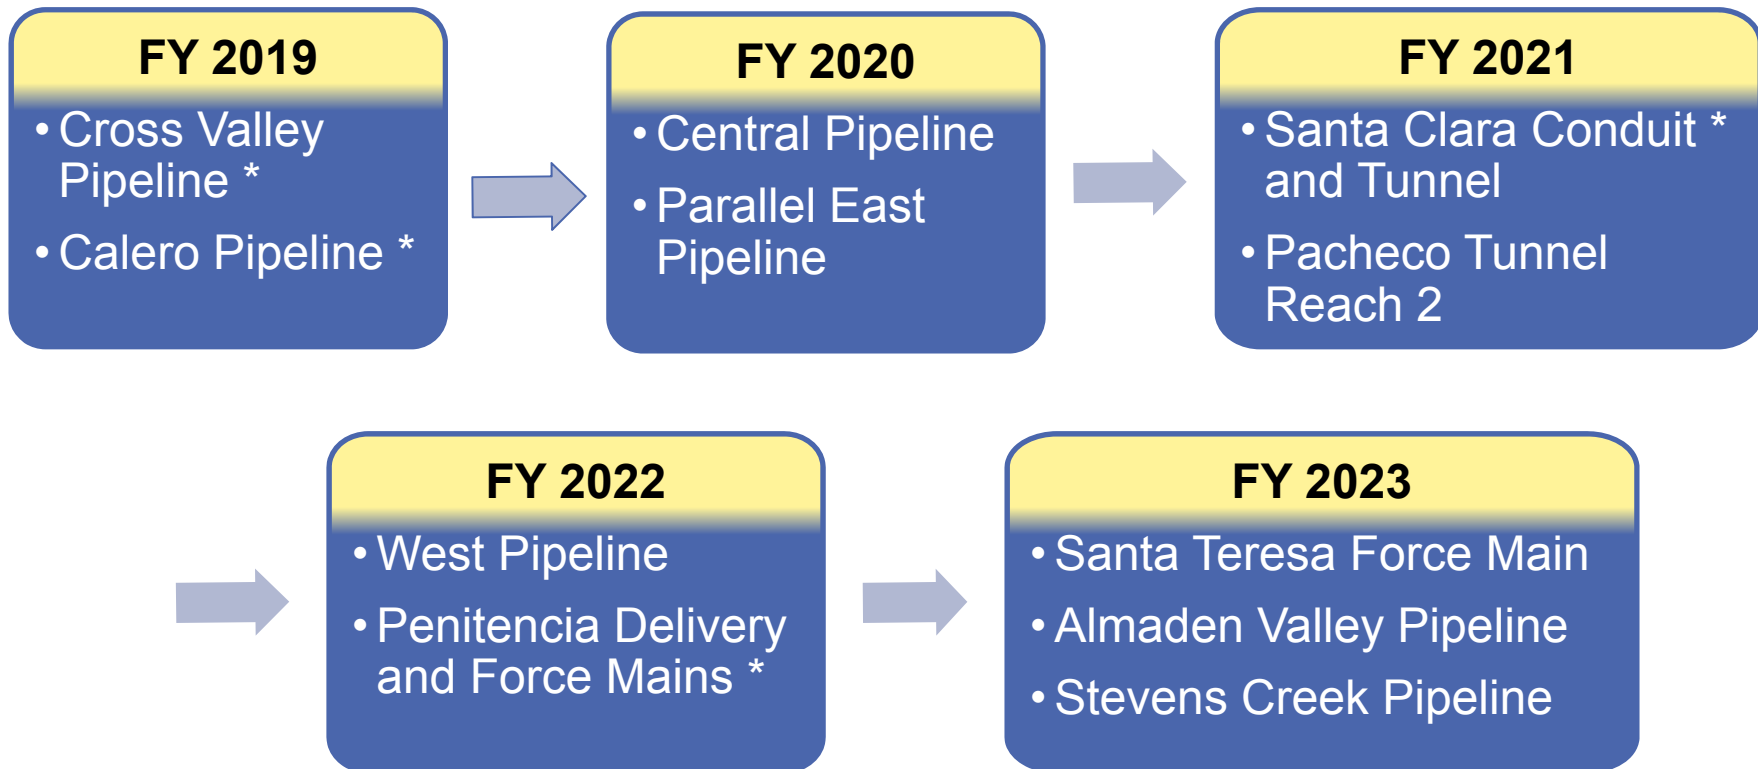 FY 2019
• Cross Valley
Pipeline *
• Calero Pipeline *
FY 2020
• Central Pipeline
• Parallel East
Pipeline
FY 2021
• Santa Clara Conduit *
and Tunnel
• Pacheco Tunnel
Reach 2
FY 2022
• West Pipeline
• Penitencia Delivery
and Force Mains *
FY 2023
• Santa Teresa Force Main
• Almaden Valley Pipeline
• Stevens Creek Pipeline